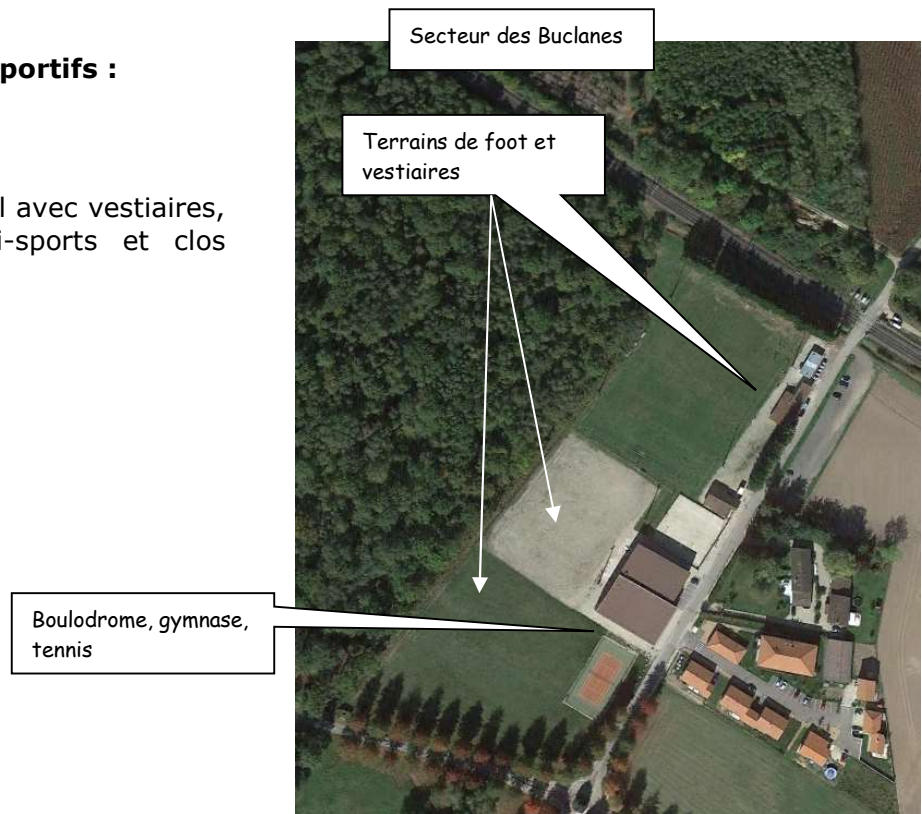 portifs :
l avec vestiaires,
i-sports et clos
Secteur des Buclanes
Terrains de foot et
vestiaires
Boulodrome, gymnase,
tennis